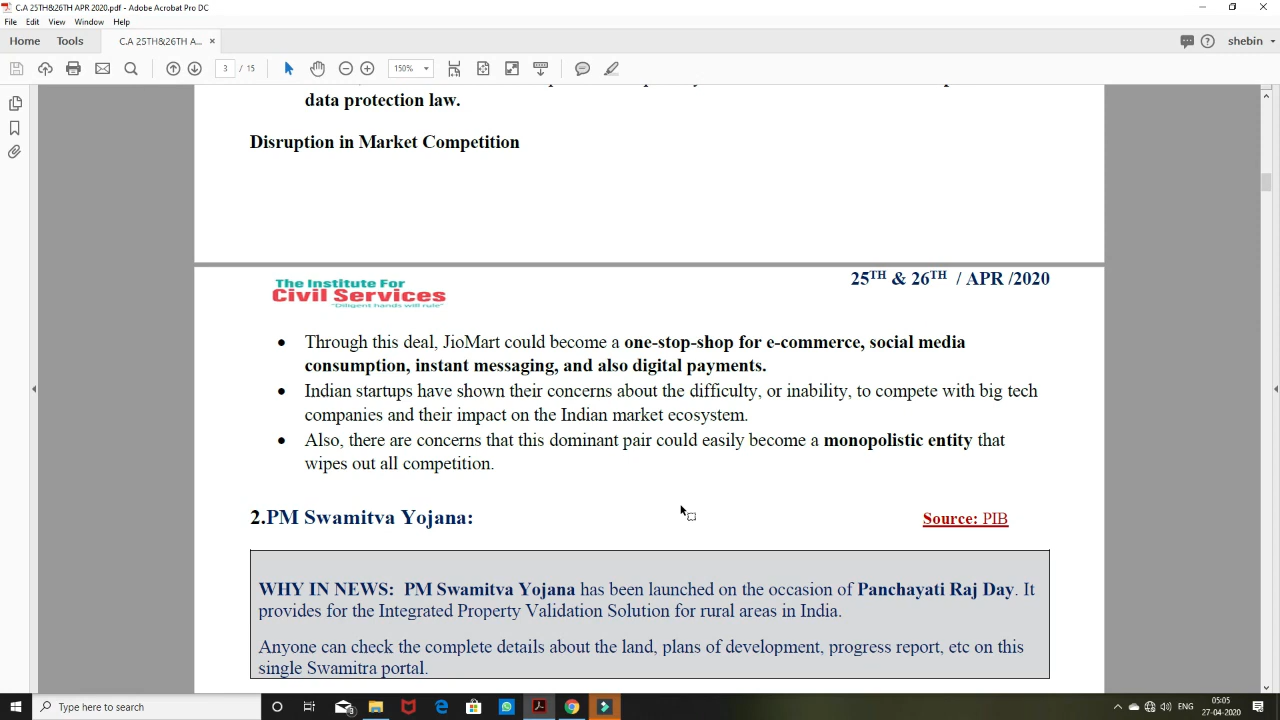 C.A 25TH&26TH APR 2020.pdf - Adobe Acrobat Pro DC
File Edit View Window Help
Home Tools C.A 25TH&26TH A... × shebin
3 / 15 150%
data protection law.
Disruption in Market Competition
The Institute For
Civil Services
"Diligent hands will rule"
25TH & 26TH / APR /2020
• Through this deal, JioMart could become a one-stop-shop for e-commerce, social media
consumption, instant messaging, and also digital payments.
• Indian startups have shown their concerns about the difficulty, or inability, to compete with big tech
companies and their impact on the Indian market ecosystem.
• Also, there are concerns that this dominant pair could easily become a monopolistic entity that
wipes out all competition.
2.PM Swamitva Yojana: Source: PIB
WHY IN NEWS: PM Swamitva Yojana has been launched on the occasion of Panchayati Raj Day. It
provides for the Integrated Property Validation Solution for rural areas in India.
Anyone can check the complete details about the land, plans of development, progress report, etc on this
single Swamitra portal.
Type here to search
3
ENG
05:05
27-04-2020